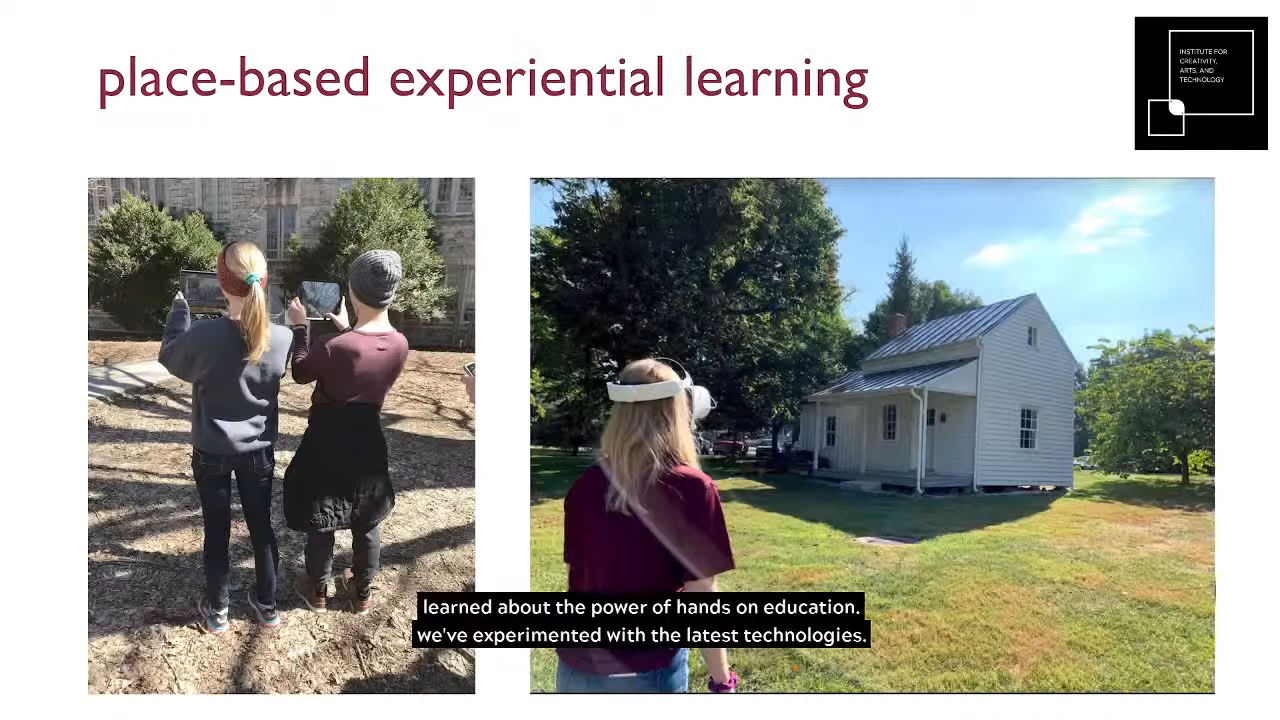 place-based experiential learning
INSTITUTE FOR
CREATIVITY,
ARTS, AND
TECHNOLOGY
learned about the power of hands on education.
we've experimented with the latest technologies.